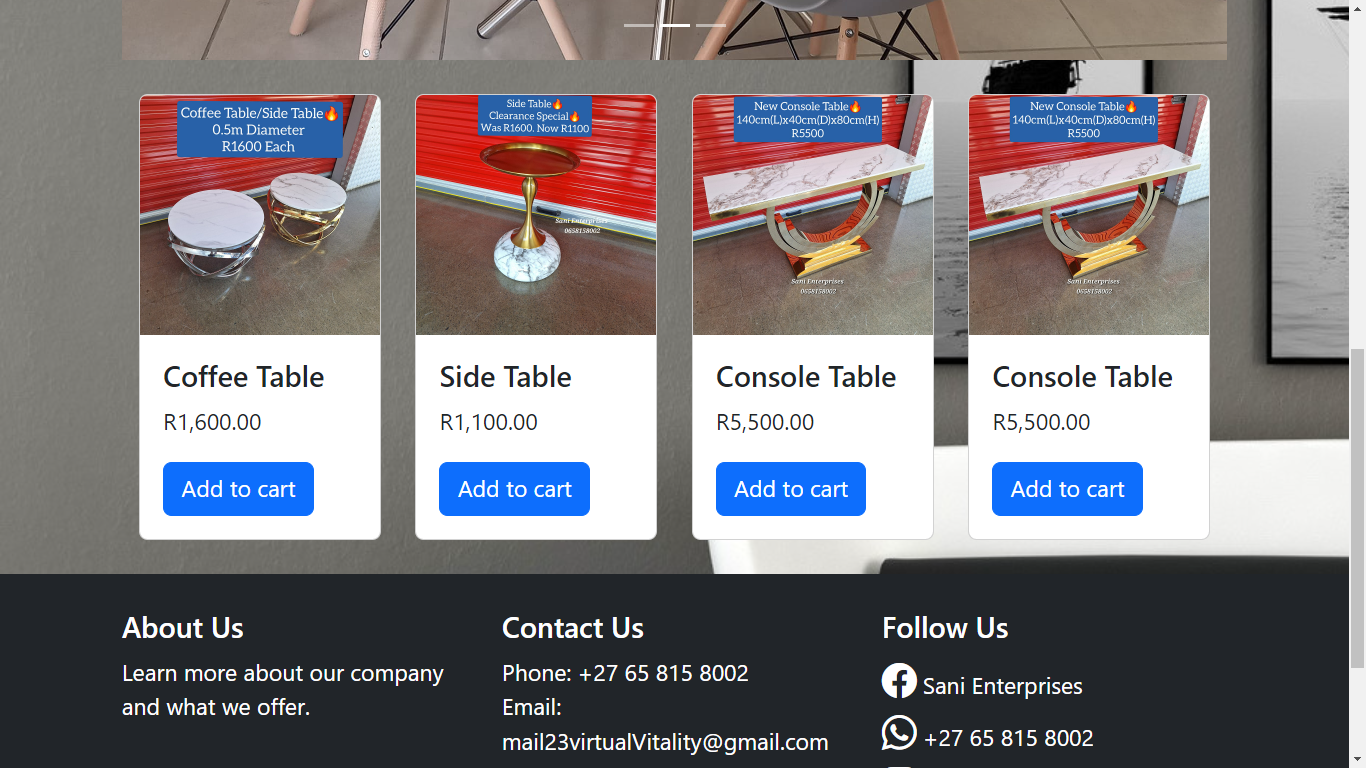 Coffee Table/Side Table🔥
0.5m Diameter
R1600 Each
Side Table🔥
Clearance Special🔥
Was R1600. Now R1100
Sani Enterprises
0658158002
New Console Table🔥
140cm(L)x40cm(D)x80cm(H)
R5500
Sani Enterprises
0658158002
New Console Table🔥
140cm(L)x40cm(D)x80cm(H)
R5500
Sani Enterprises
0658158002
Coffee Table
R1,600.00
Add to cart
Side Table
R1,100.00
Add to cart
Console Table
R5,500.00
Add to cart
Console Table
R5,500.00
Add to cart
About Us
Learn more about our company
and what we offer.
Contact Us
Phone: +27 65 815 8002
Email:
mail23virtualVitality@gmail.com
Follow Us
Sani Enterprises
+27 65 815 8002